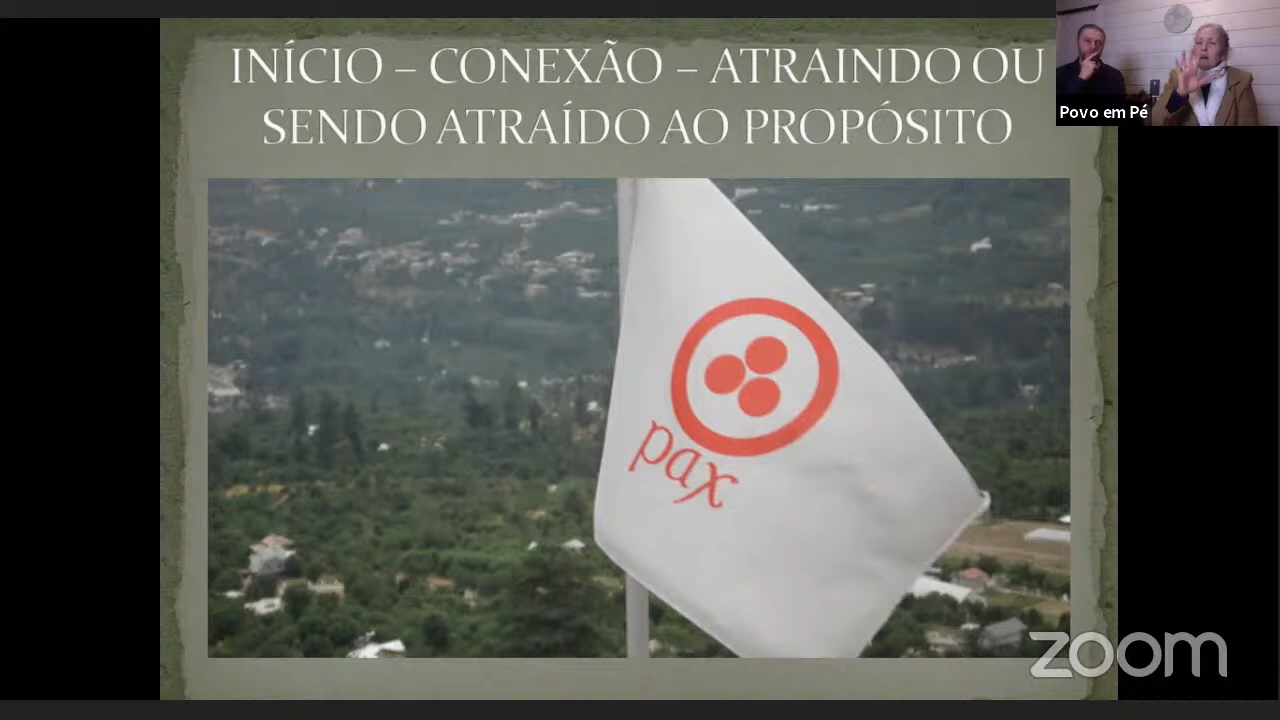 INÍCIO – CONEXÃO – ATRAINDO OU
SENDO ATRAÍDO AO PROPÓSITO
Povo em Pé
pax
zoom